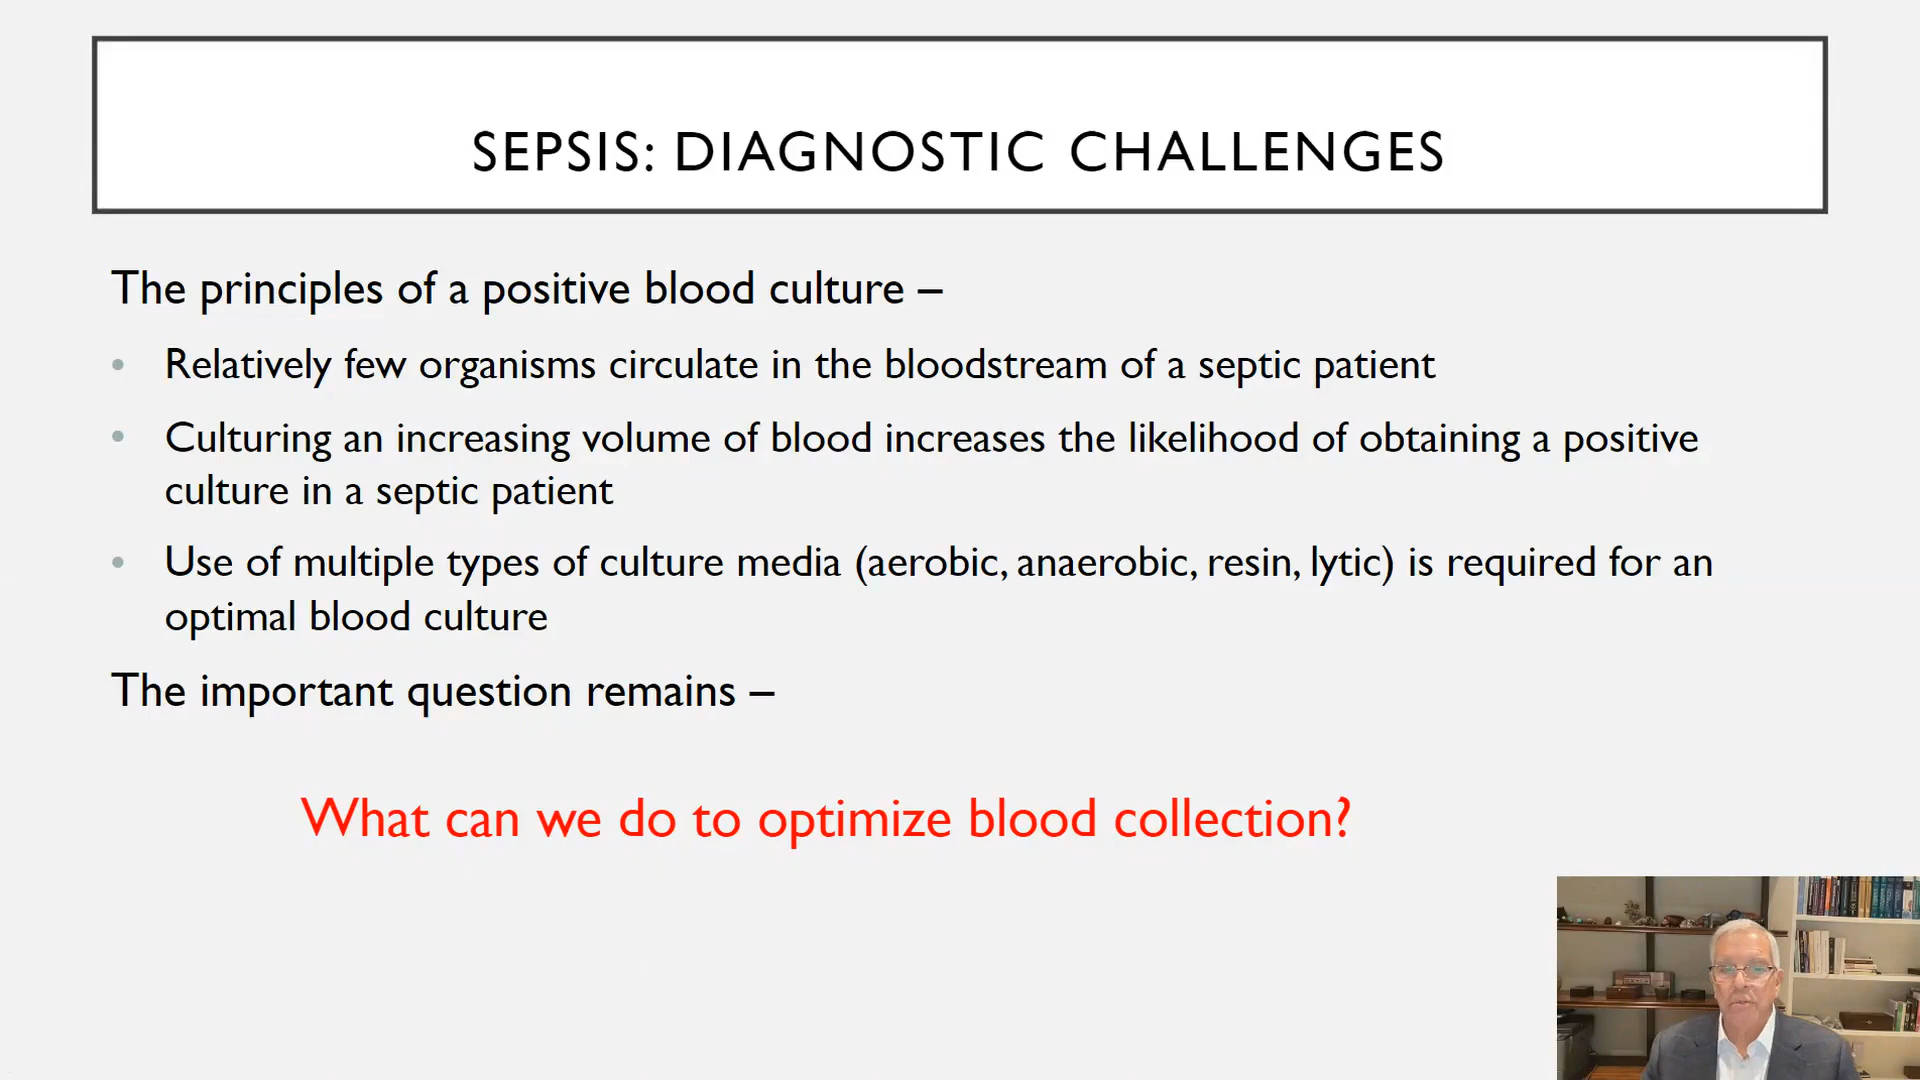 SEPSIS: DIAGNOSTIC CHALLENGES
The principles of a positive blood culture –
• Relatively few organisms circulate in the bloodstream of a septic patient
• Culturing an increasing volume of blood increases the likelihood of obtaining a positive
culture in a septic patient
• Use of multiple types of culture media (aerobic, anaerobic, resin, lytic) is required for an
optimal blood culture
The important question remains –
What can we do to optimize blood collection?